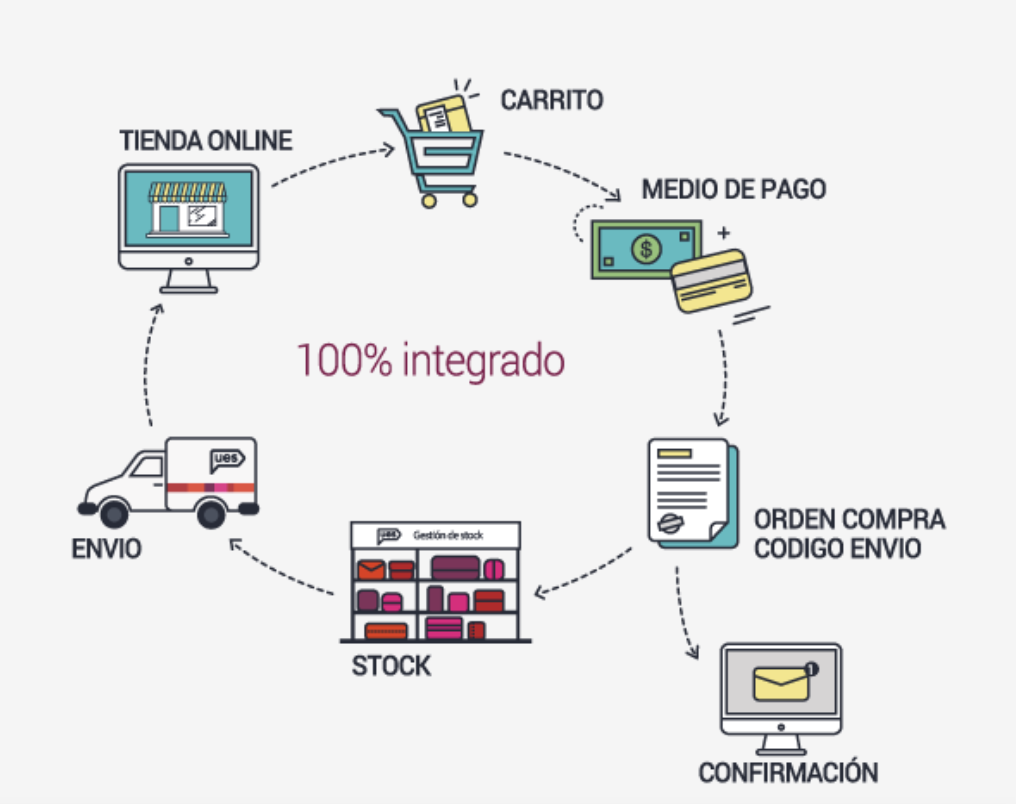 CARRITO
TIENDA ONLINE
MEDIO DE PAGO
$
100% integrado
ues
ENVIO
ORDEN COMPRA
CODIGO ENVIO
ues Gestión de stock
STOCK
1
CONFIRMACIÓN